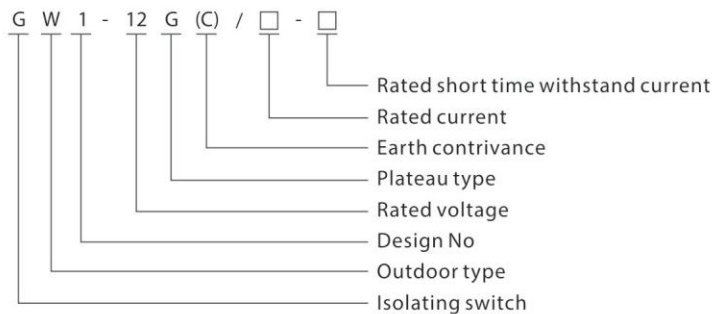 G W 1 - 12 G (C) / □ - □
Rated short time withstand current
Rated current
Earth contrivance
Plateau type
Rated voltage
Design No
Outdoor type
Isolating switch